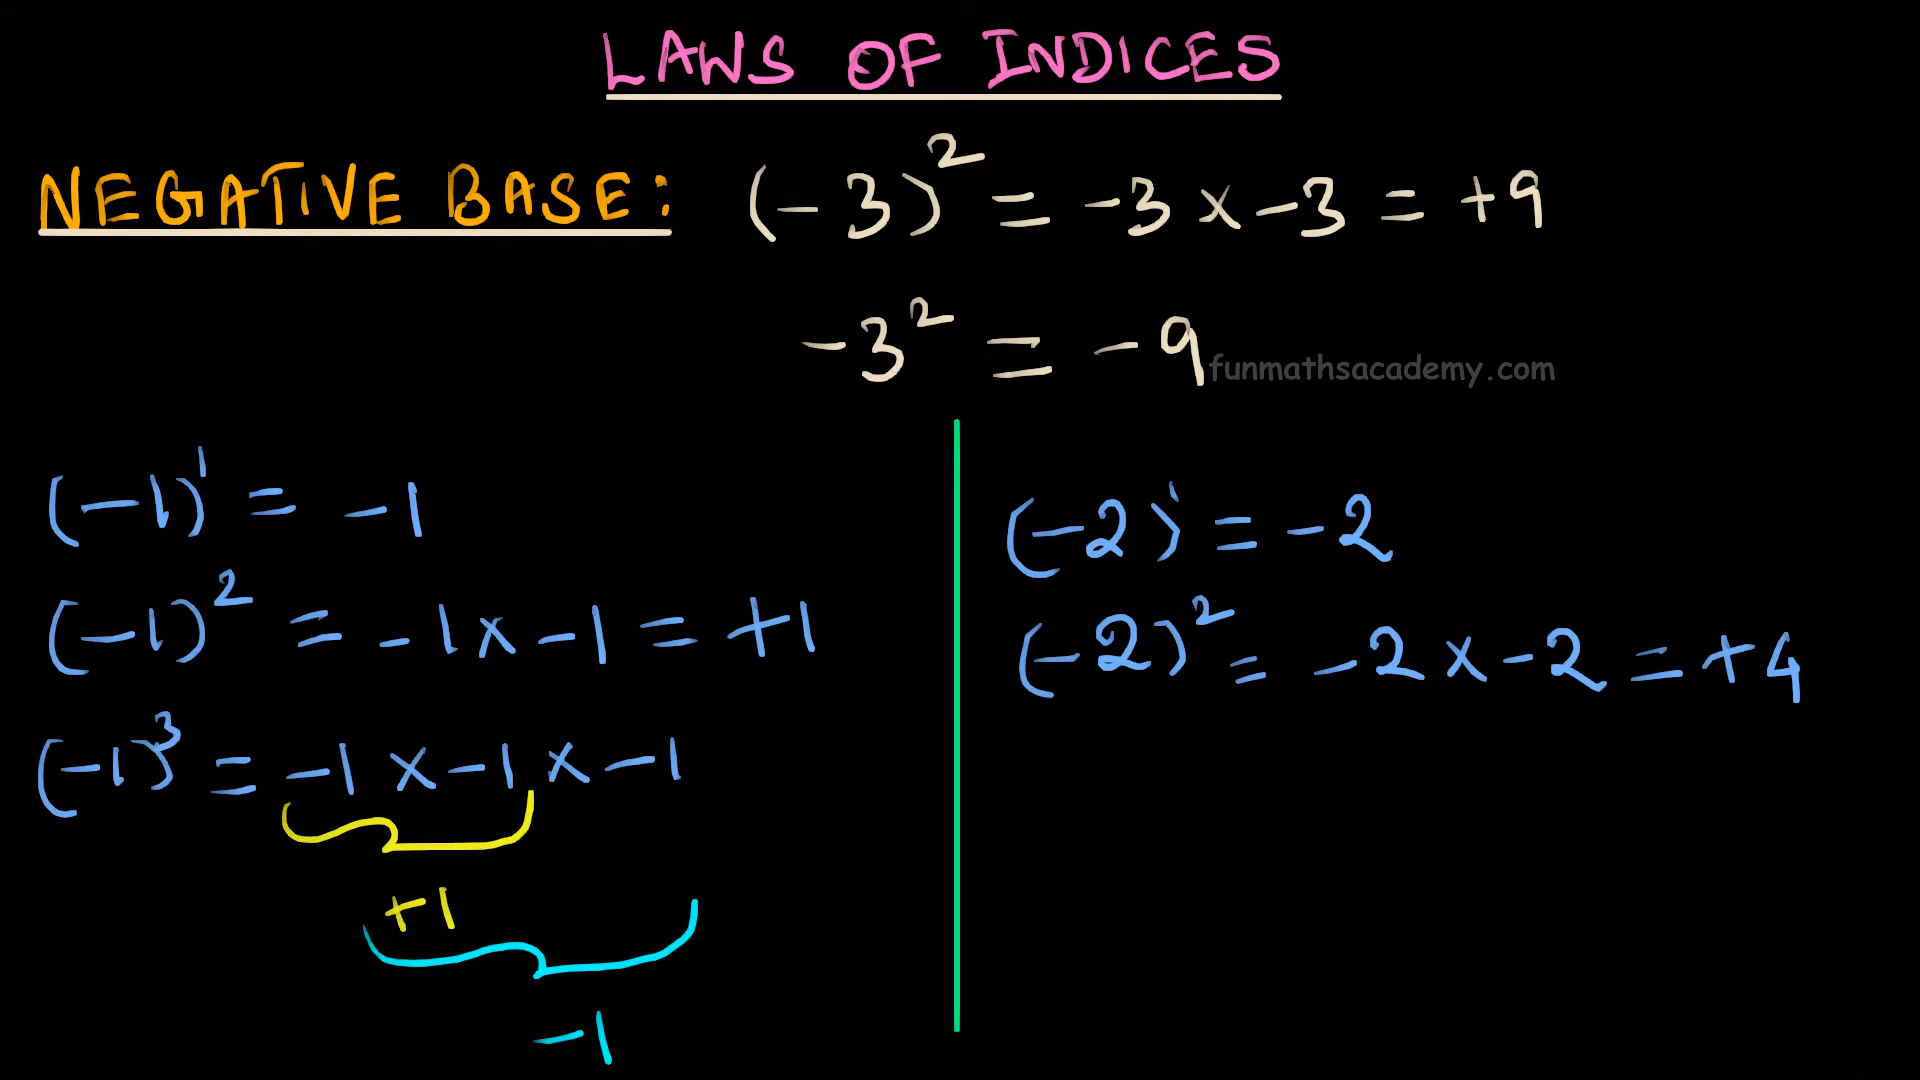 LAWS OF INDICES
NEGATIVE BASE: (-3)² = -3 x -3 = +9
-3² = -9
funmathsacademy.com
(-1)¹ = -1
(-1)² = -1 x -1 = +1
(-1)³ = -1 x -1 x -1
+1
-1
(-2)¹ = -2
(-2)² = -2 x -2 = +4